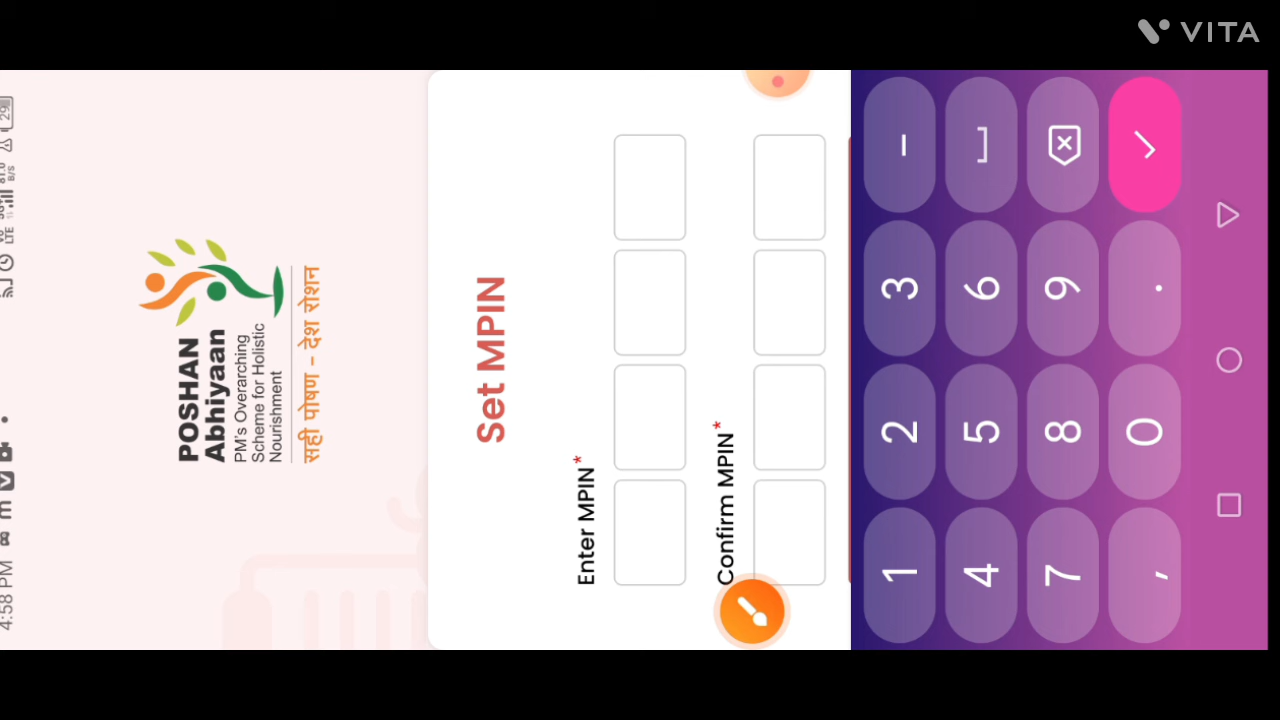 VITA
4:58 PM
29
POSHAN
Abhiyaan
PM's Overarching
Scheme for Holistic
Nourishment
सही पोषण - देश रोशन
Set MPIN
Enter MPIN *
Confirm MPIN *
1 2 3 -
4 5 6
7 8 9
, 0 .